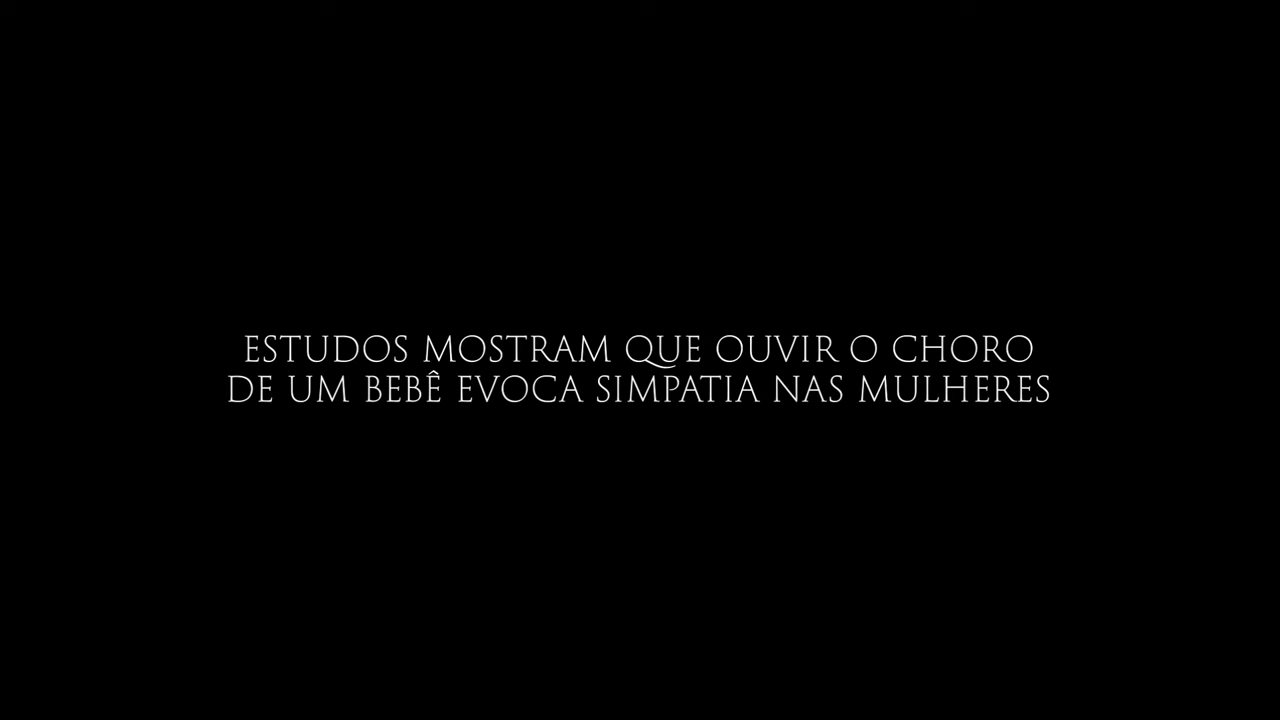 ESTUDOS MOSTRAM QUE OUVIR O CHORO
DE UM BEBÊ EVOCA SIMPATIA NAS MULHERES